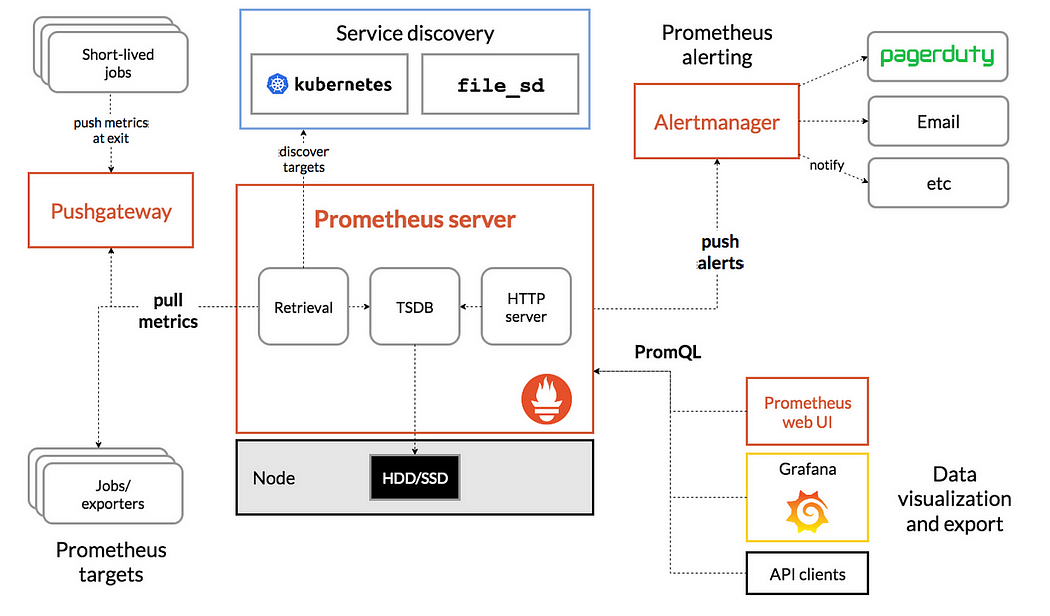 Short-lived
jobs
push metrics
at exit
Pushgateway
pull
metrics
Jobs/
exporters
Prometheus
targets
Service discovery
kubernetes
file_sd
discover
targets
Prometheus server
Retrieval
TSDB
HTTP
server
Node
HDD/SSD
Prometheus
alerting
Alertmanager
pagerduty
Email
notify
etc
push
alerts
PromQL
Prometheus
web UI
Grafana
API clients
Data
visualization
and export